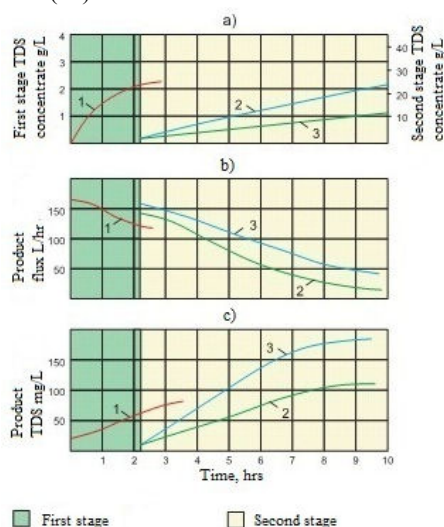 a)
First stage TDS
concentrate g/L
4
3
2
1
1
2
3
40
30
20
10
Second stage TDS
concentrate g/L
b)
Product
flux L/hr
150
100
50
1
3
2
c)
Product
TDS mg/L
150
100
50
1
3
2
1 2 3 4 5 6 7 8 9 10
Time, hrs
First stage Second stage